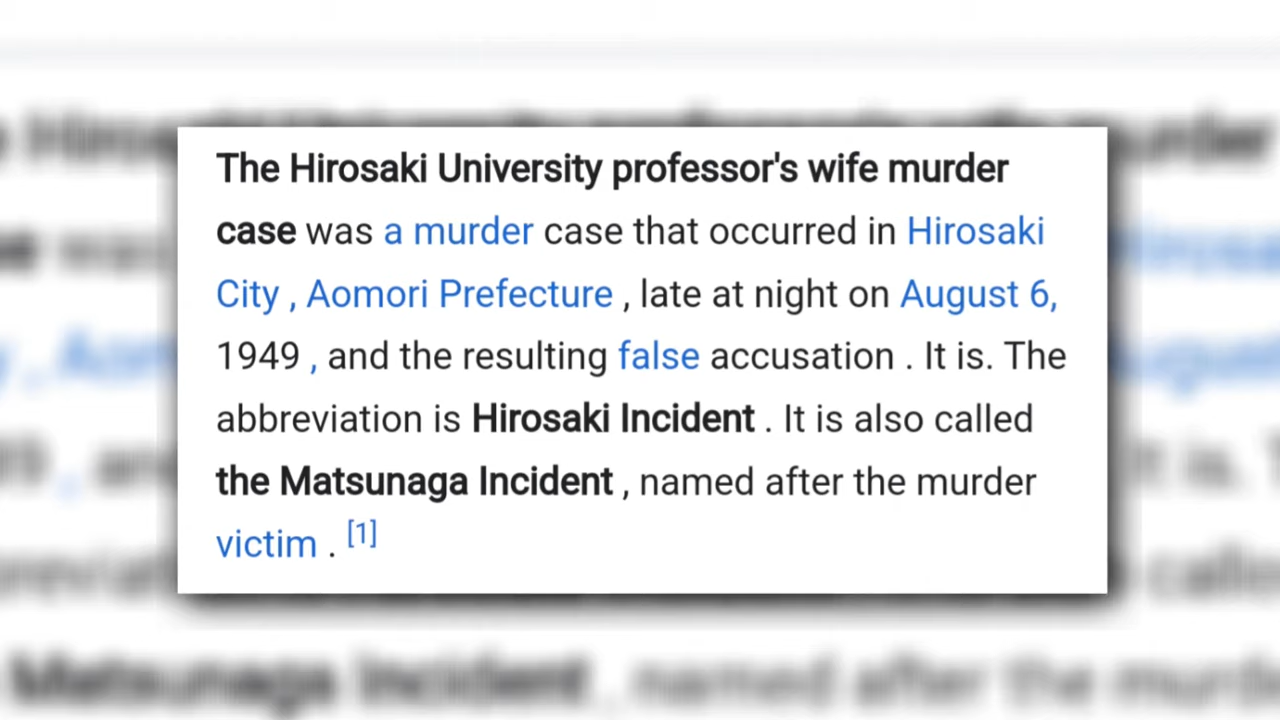 The Hirosaki University professor's wife murder
case was a murder case that occurred in Hirosaki
City , Aomori Prefecture , late at night on August 6,
1949 , and the resulting false accusation . It is. The
abbreviation is Hirosaki Incident . It is also called
the Matsunaga Incident , named after the murder
victim . [1]